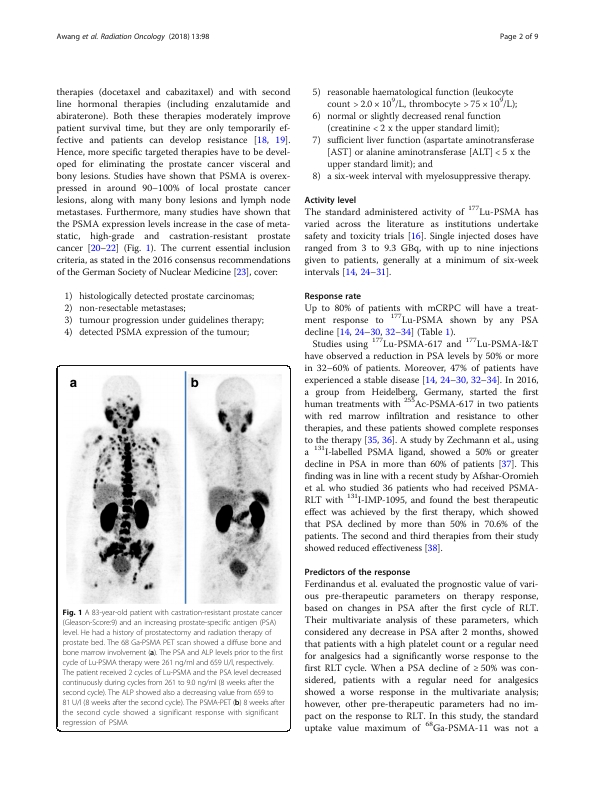 Awang et al. Radiation Oncology (2018) 13:98
Page 2 of 9
therapies (docetaxel and cabazitaxel) and with second
line hormonal therapies (including enzalutamide and
abiraterone). Both these therapies moderately improve
patient survival time, but they are only temporarily ef-
fective and patients can develop resistance [18, 19].
Hence, more specific targeted therapies have to be devel-
oped for eliminating the prostate cancer visceral and
bony lesions. Studies have shown that PSMA is overex-
pressed in around 90–100% of local prostate cancer
lesions, along with many bony lesions and lymph node
metastases. Furthermore, many studies have shown that
the PSMA expression levels increase in the case of meta-
static, high-grade and castration-resistant prostate
cancer [20–22] (Fig. 1). The current essential inclusion
criteria, as stated in the 2016 consensus recommendations
of the German Society of Nuclear Medicine [23], cover:
1) histologically detected prostate carcinomas;
2) non-resectable metastases;
3) tumour progression under guidelines therapy;
4) detected PSMA expression of the tumour;
a
b
Fig. 1 A 83-year-old patient with castration-resistant prostate cancer
(Gleason-Score:9) and an increasing prostate-specific antigen (PSA)
level. He had a history of prostatectomy and radiation therapy of
prostate bed. The 68 Ga-PSMA PET scan showed a diffuse bone and
bone marrow involvement (a). The PSA and ALP levels prior to the first
cycle of Lu-PSMA therapy were 261 ng/ml and 659 U/l, respectively.
The patient received 2 cycles of Lu-PSMA and the PSA level decreased
continuously during cycles from 261 to 9.0 ng/ml (8 weeks after the
second cycle). The ALP showed also a decreasing value from 659 to
81 U/l (8 weeks after the second cycle). The PSMA-PET (b) 8 weeks after
the second cycle showed a significant response with significant
regression of PSMA
5) reasonable haematological function (leukocyte
count > 2.0 × 10⁹/L, thrombocyte > 75 × 10⁹/L);
6) normal or slightly decreased renal function
(creatinine < 2 x the upper standard limit);
7) sufficient liver function (aspartate aminotransferase
[AST] or alanine aminotransferase [ALT] < 5 x the
upper standard limit); and
8) a six-week interval with myelosuppressive therapy.
Activity level
The standard administered activity of ¹⁷⁷Lu-PSMA has
varied across the literature as institutions undertake
safety and toxicity trials [16]. Single injected doses have
ranged from 3 to 9.3 GBq, with up to nine injections
given to patients, generally at a minimum of six-week
intervals [14, 24–31].
Response rate
Up to 80% of patients with mCRPC will have a treat-
ment response to ¹⁷⁷Lu-PSMA shown by any PSA
decline [14, 24–30, 32–34] (Table 1).
Studies using ¹⁷⁷Lu-PSMA-617 and ¹⁷⁷Lu-PSMA-I&T
have observed a reduction in PSA levels by 50% or more
in 32–60% of patients. Moreover, 47% of patients have
experienced a stable disease [14, 24–30, 32–34]. In 2016,
a group from Heidelberg, Germany, started the first
human treatments with ²⁵⁵Ac-PSMA-617 in two patients
with red marrow infiltration and resistance to other
therapies, and these patients showed complete responses
to the therapy [35, 36]. A study by Zechmann et al., using
a ¹³¹I-labelled PSMA ligand, showed a 50% or greater
decline in PSA in more than 60% of patients [37]. This
finding was in line with a recent study by Afshar-Oromieh
et al. who studied 36 patients who had received PSMA-
RLT with ¹³¹I-IMP-1095, and found the best therapeutic
effect was achieved by the first therapy, which showed
that PSA declined by more than 50% in 70.6% of the
patients. The second and third therapies from their study
showed reduced effectiveness [38].
Predictors of the response
Ferdinandus et al. evaluated the prognostic value of vari-
ous pre-therapeutic parameters on therapy response,
based on changes in PSA after the first cycle of RLT.
Their multivariate analysis of these parameters, which
considered any decrease in PSA after 2 months, showed
that patients with a high platelet count or a regular need
for analgesics had a significantly worse response to the
first RLT cycle. When a PSA decline of ≥ 50% was con-
sidered, patients with a regular need for analgesics
showed a worse response in the multivariate analysis;
however, other pre-therapeutic parameters had no im-
pact on the response to RLT. In this study, the standard
uptake value maximum of ⁶⁸Ga-PSMA-11 was not a